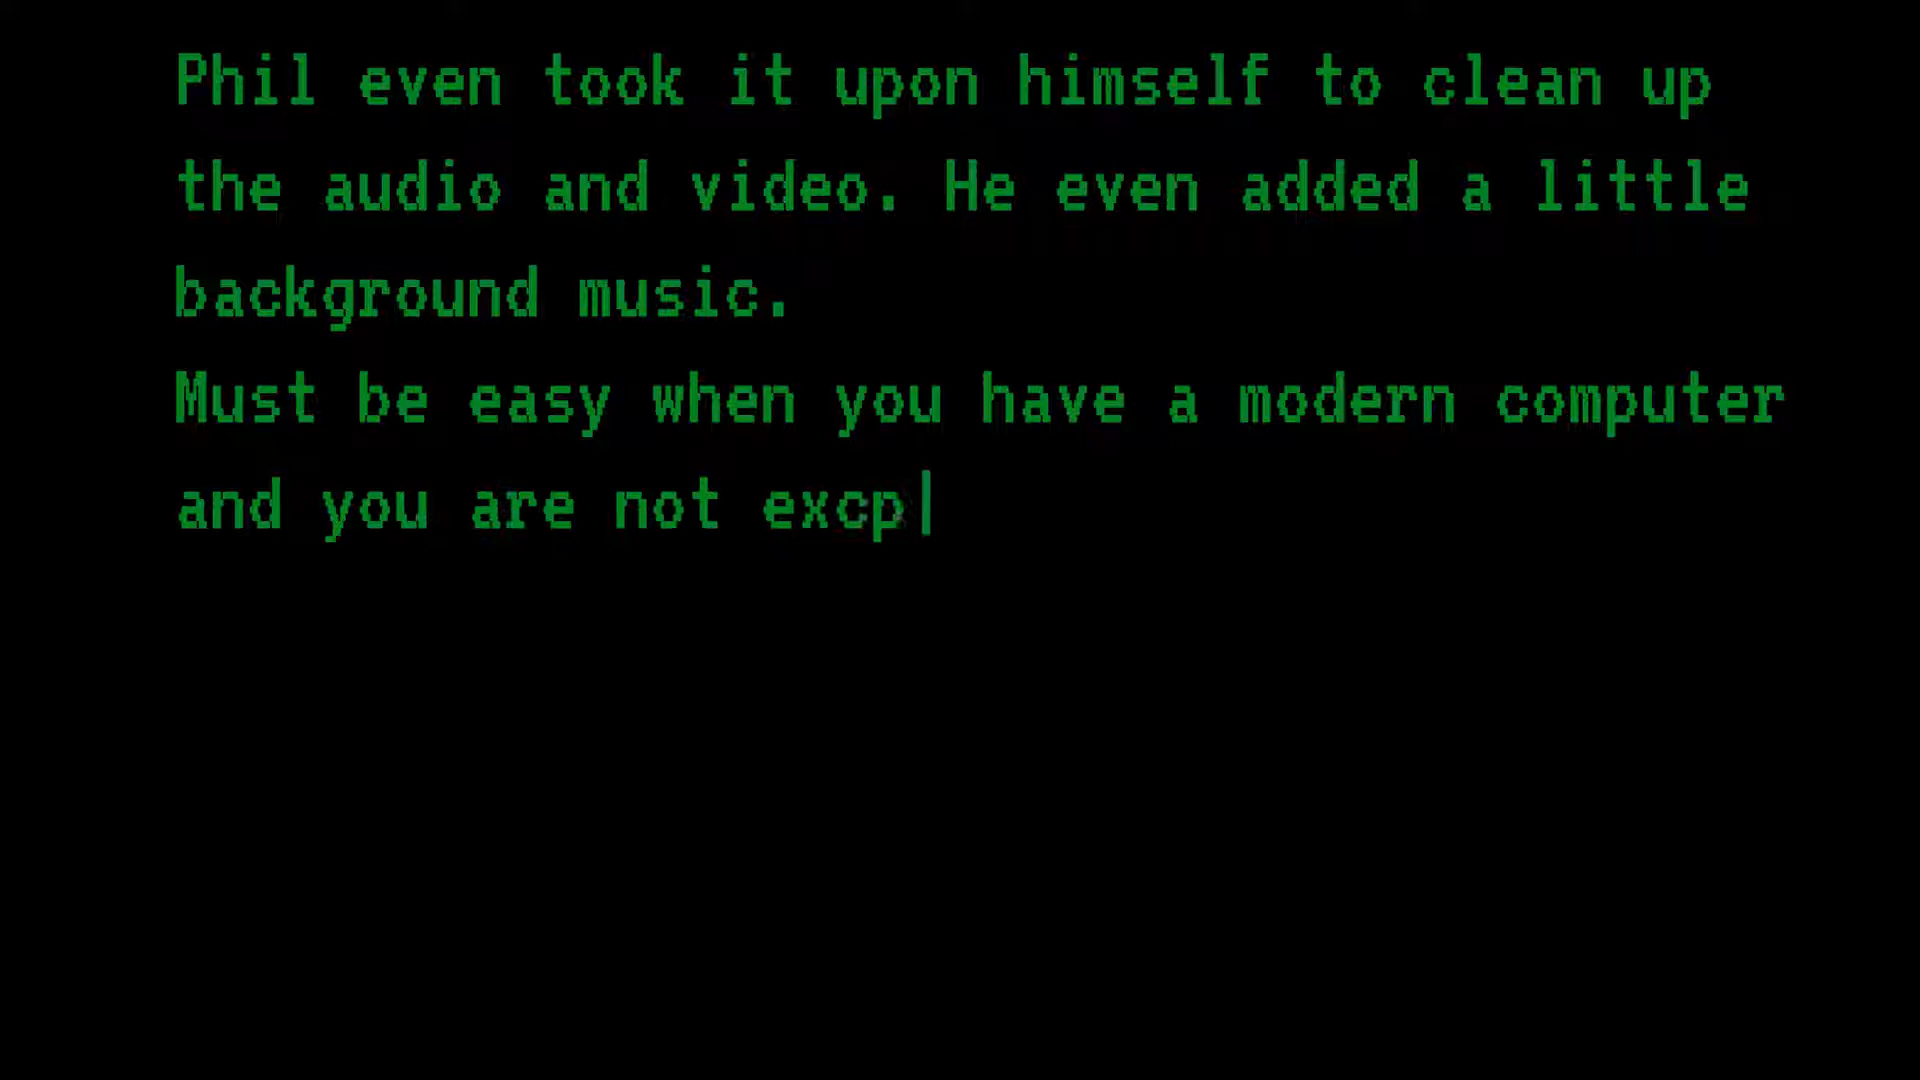 Phil even took it upon himself to clean up
the audio and video. He even added a little
background music.
Must be easy when you have a modern computer
and you are not excp